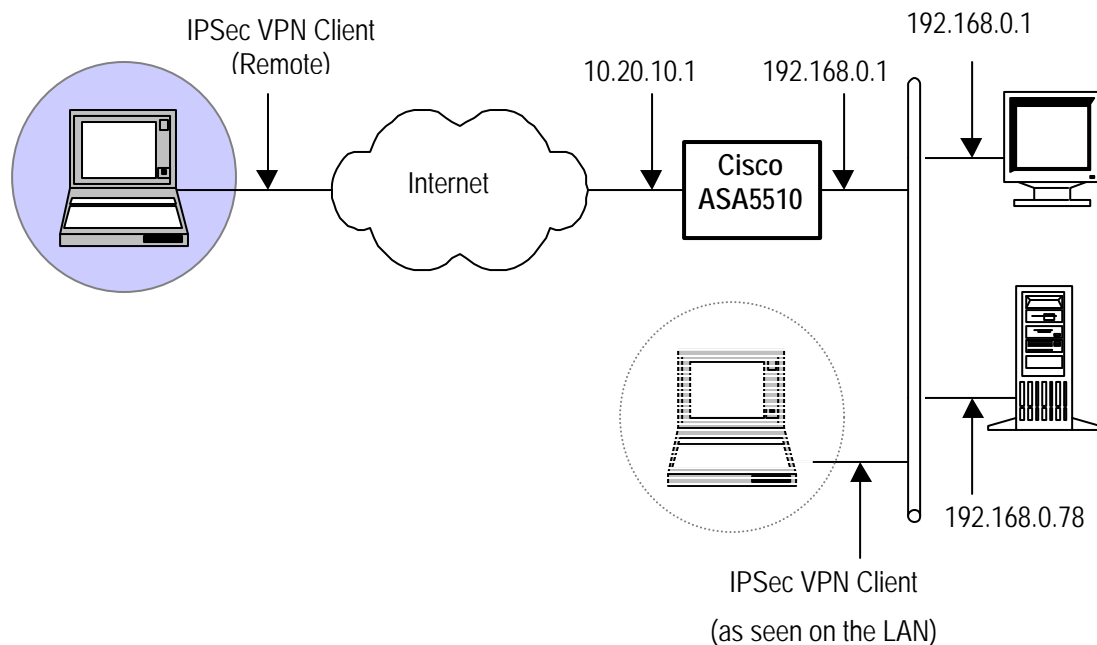 IPSec VPN Client
(Remote)
10.20.10.1
192.168.0.1
192.168.0.1
Internet
Cisco
ASA5510
192.168.0.78
IPSec VPN Client
(as seen on the LAN)